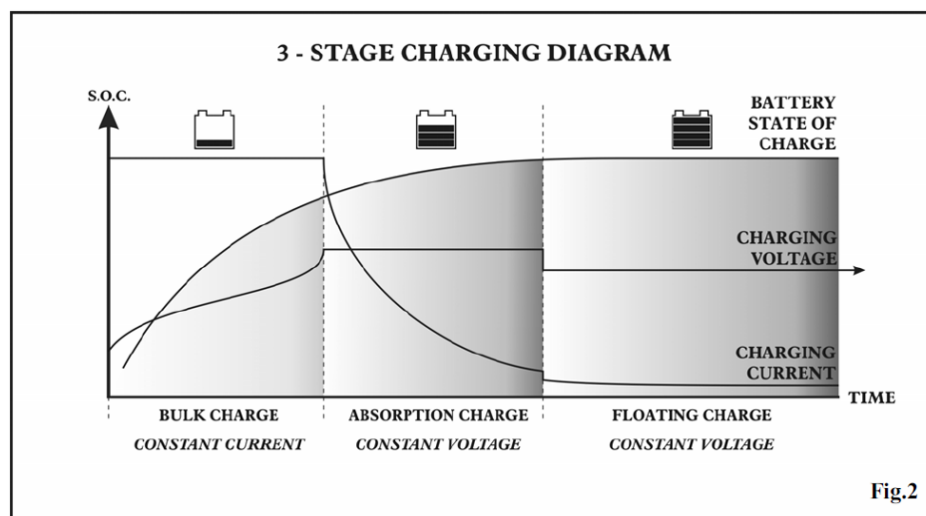 3 - STAGE CHARGING DIAGRAM
S.O.C.
BATTERY
STATE OF
CHARGE
CHARGING
VOLTAGE
CHARGING
CURRENT
TIME
BULK CHARGE
CONSTANT CURRENT
ABSORPTION CHARGE
CONSTANT VOLTAGE
FLOATING CHARGE
CONSTANT VOLTAGE
Fig.2